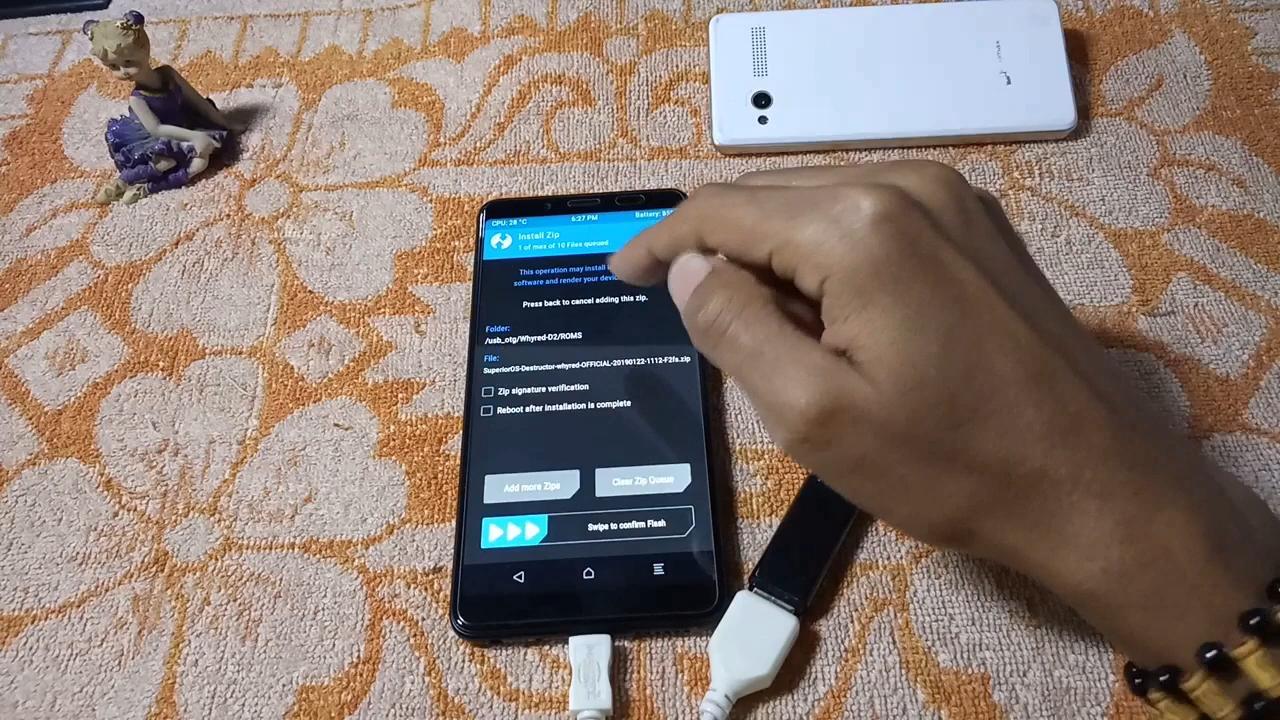 CPU: 28 °C 6:27 PM Battery:
Install Zip
1 of max of 10 Files queued
This operation may install
software and render your
Press back to cancel adding this zip.
Folder:
/usb_otg/Whyred-D2/ROMS
File:
SuperiorOS-Destructor-whyred-OFFICIAL-20190122-1112-F2fs.zip
Zip signature verification
Reboot after installation is complete
Add more Zips Clear Zip Queue
Swipe to confirm Flash